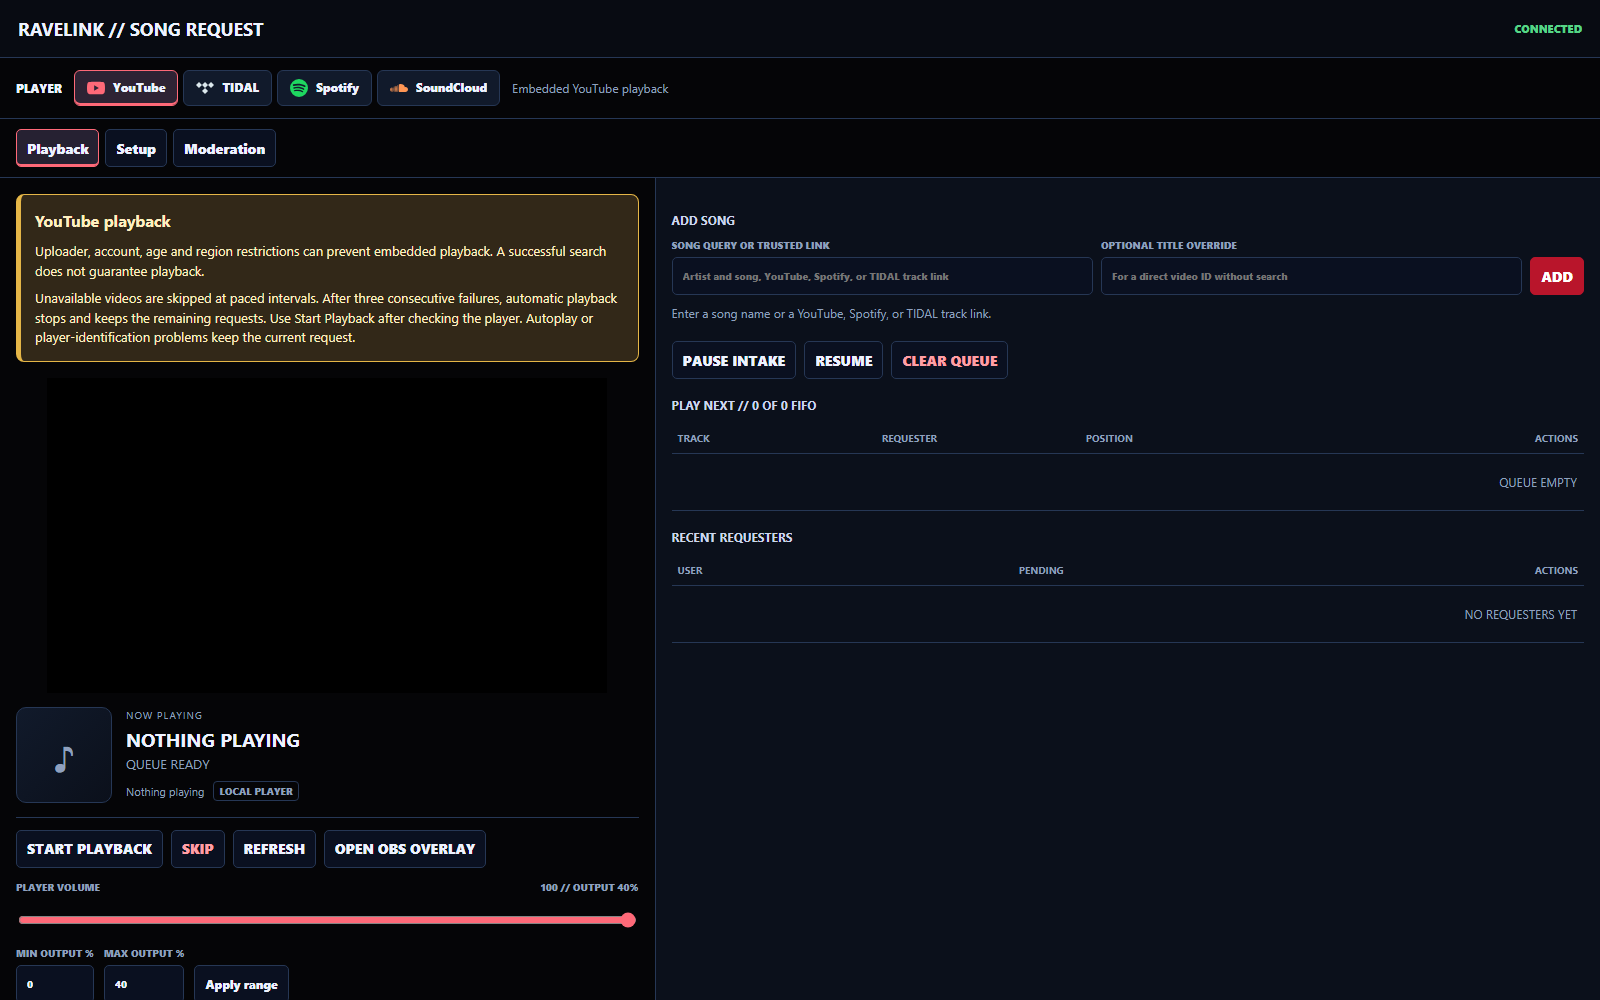 RAVELINK // SONG REQUEST
CONNECTED
PLAYER
YouTube
TIDAL
Spotify
SoundCloud
Embedded YouTube playback
Playback
Setup
Moderation
YouTube playback
Uploader, account, age and region restrictions can prevent embedded playback. A successful search
does not guarantee playback.
Unavailable videos are skipped at paced intervals. After three consecutive failures, automatic playback
stops and keeps the remaining requests. Use Start Playback after checking the player. Autoplay or
player-identification problems keep the current request.
NOW PLAYING
NOTHING PLAYING
QUEUE READY
Nothing playing
LOCAL PLAYER
START PLAYBACK
SKIP
REFRESH
OPEN OBS OVERLAY
PLAYER VOLUME
100 // OUTPUT 40%
MIN OUTPUT %
MAX OUTPUT %
0
40
Apply range
ADD SONG
SONG QUERY OR TRUSTED LINK
OPTIONAL TITLE OVERRIDE
Artist and song, YouTube, Spotify, or TIDAL track link
For a direct video ID without search
ADD
Enter a song name or a YouTube, Spotify, or TIDAL track link.
PAUSE INTAKE
RESUME
CLEAR QUEUE
PLAY NEXT // 0 OF 0 FIFO
TRACK
REQUESTER
POSITION
ACTIONS
QUEUE EMPTY
RECENT REQUESTERS
USER
PENDING
ACTIONS
NO REQUESTERS YET